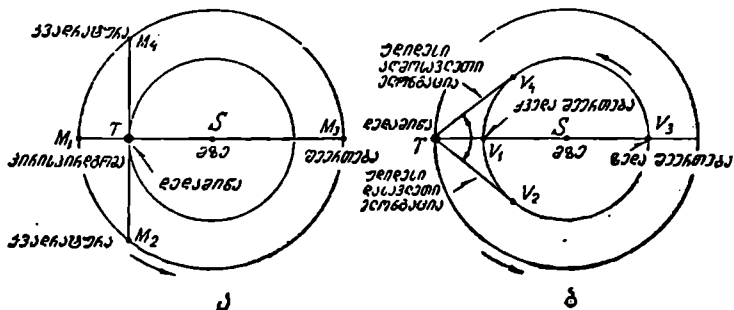 კვადრატურა
M₄
M₁
T
S
M₃
პირისპირდგომა
მზე
შეერთება
დედამიწა
კვადრატურა
M₂
ა
უდიდესი
აღმოსავლეთი
ელონგაცია
V₄
დედამიწა
ქვედა შეერთება
T
V₁
S
V₃
მზე
ზედა შეერთება
უდიდესი
დასავლეთი
ელონგაცია
V₂
ბ